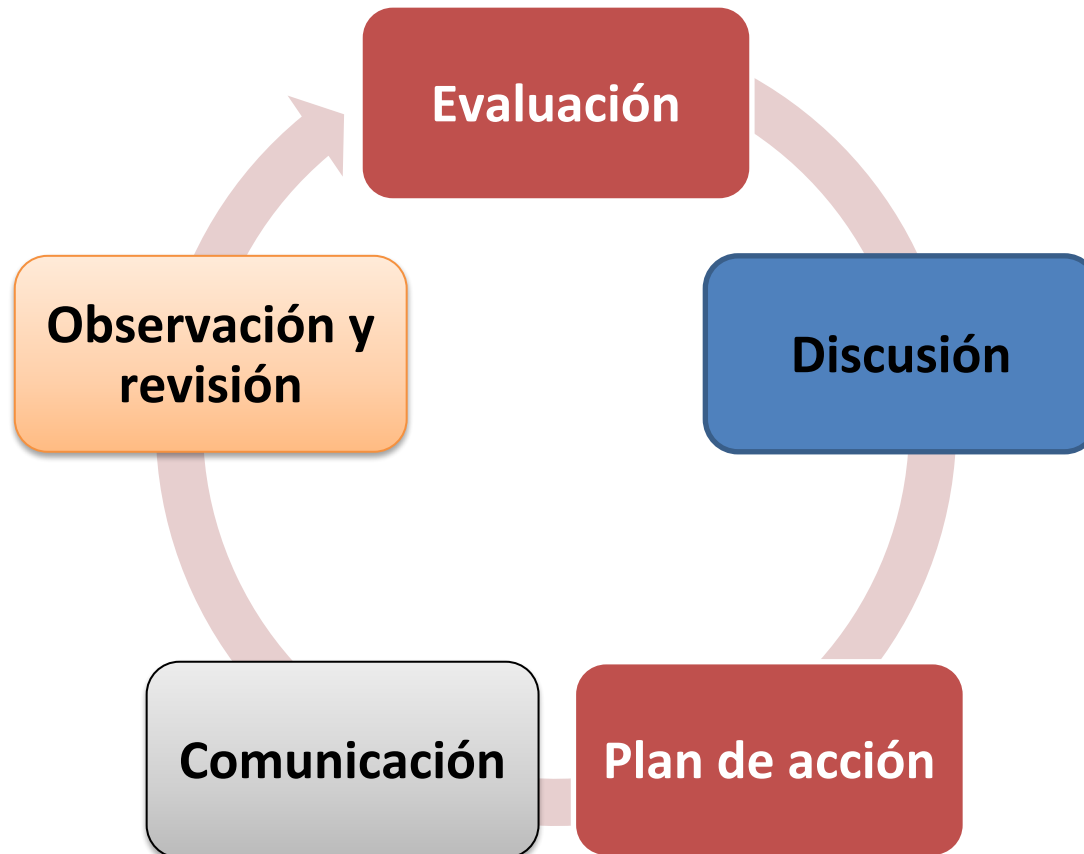 Evaluación
Discusión
Plan de acción
Comunicación
Observación y
revisión